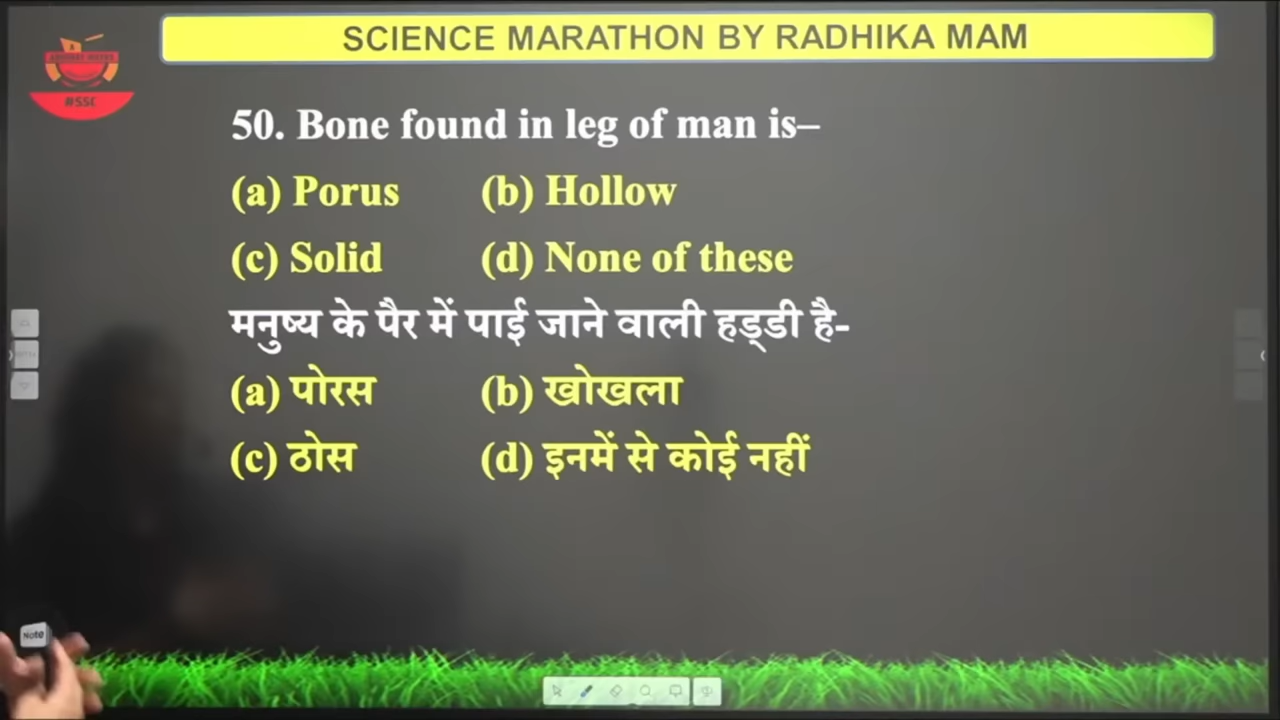 SCIENCE MARATHON BY RADHIKA MAM
#SSC
50. Bone found in leg of man is–
(a) Porus (b) Hollow
(c) Solid (d) None of these
मनुष्य के पैर में पाई जाने वाली हड्डी है-
(a) पोरस (b) खोखला
(c) ठोस (d) इनमें से कोई नहीं
Note